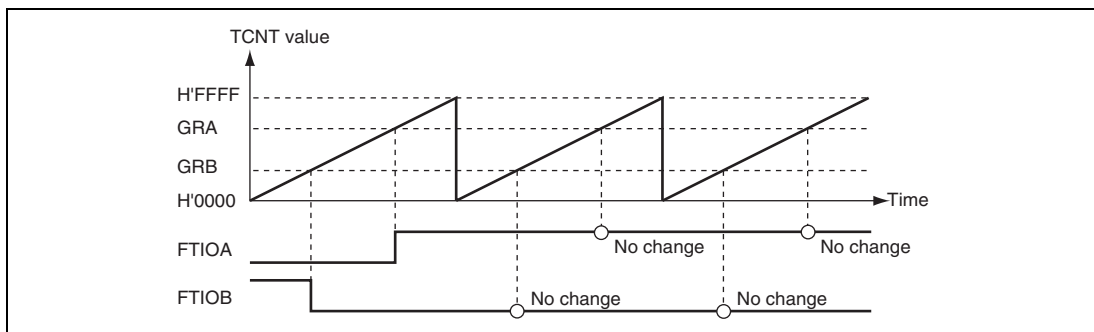 TCNT value
H'FFFF
GRA
GRB
H'0000
Time
FTIOA
No change
No change
FTIOB
No change
No change